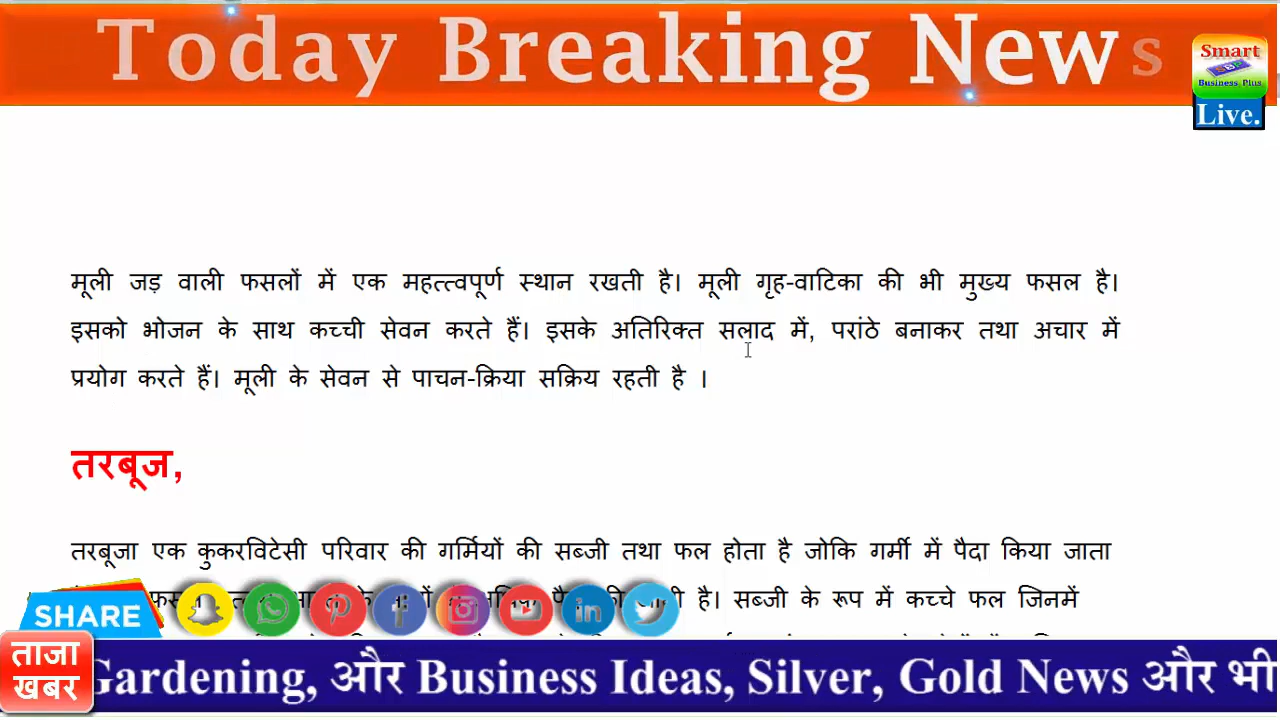 Today Breaking News
Smart
SBP
Business Plus
Live.
मूली जड़ वाली फसलों में एक महत्त्वपूर्ण स्थान रखती है। मूली गृह-वाटिका की भी मुख्य फसल है।
इसको भोजन के साथ कच्ची सेवन करते हैं। इसके अतिरिक्त सलाद में, परांठे बनाकर तथा अचार में
प्रयोग करते हैं। मूली के सेवन से पाचन-क्रिया सक्रिय रहती है ।
तरबूज,
तरबूजा एक कुकरविटेसी परिवार की गर्मियों की सब्जी तथा फल होता है जोकि गर्मी में पैदा किया जाता
है। सब्जी के रूप में कच्चे फल जिनमें
SHARE
ताजा
खबर
Gardening, और Business Ideas, Silver, Gold News और भी